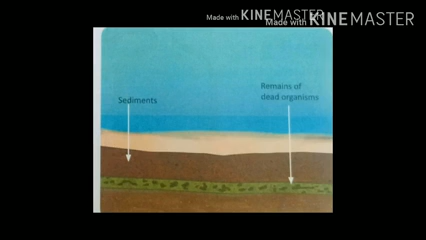 Made with KINEMASTER
Made with KINEMASTER
Remains of
dead organisms
Sediments